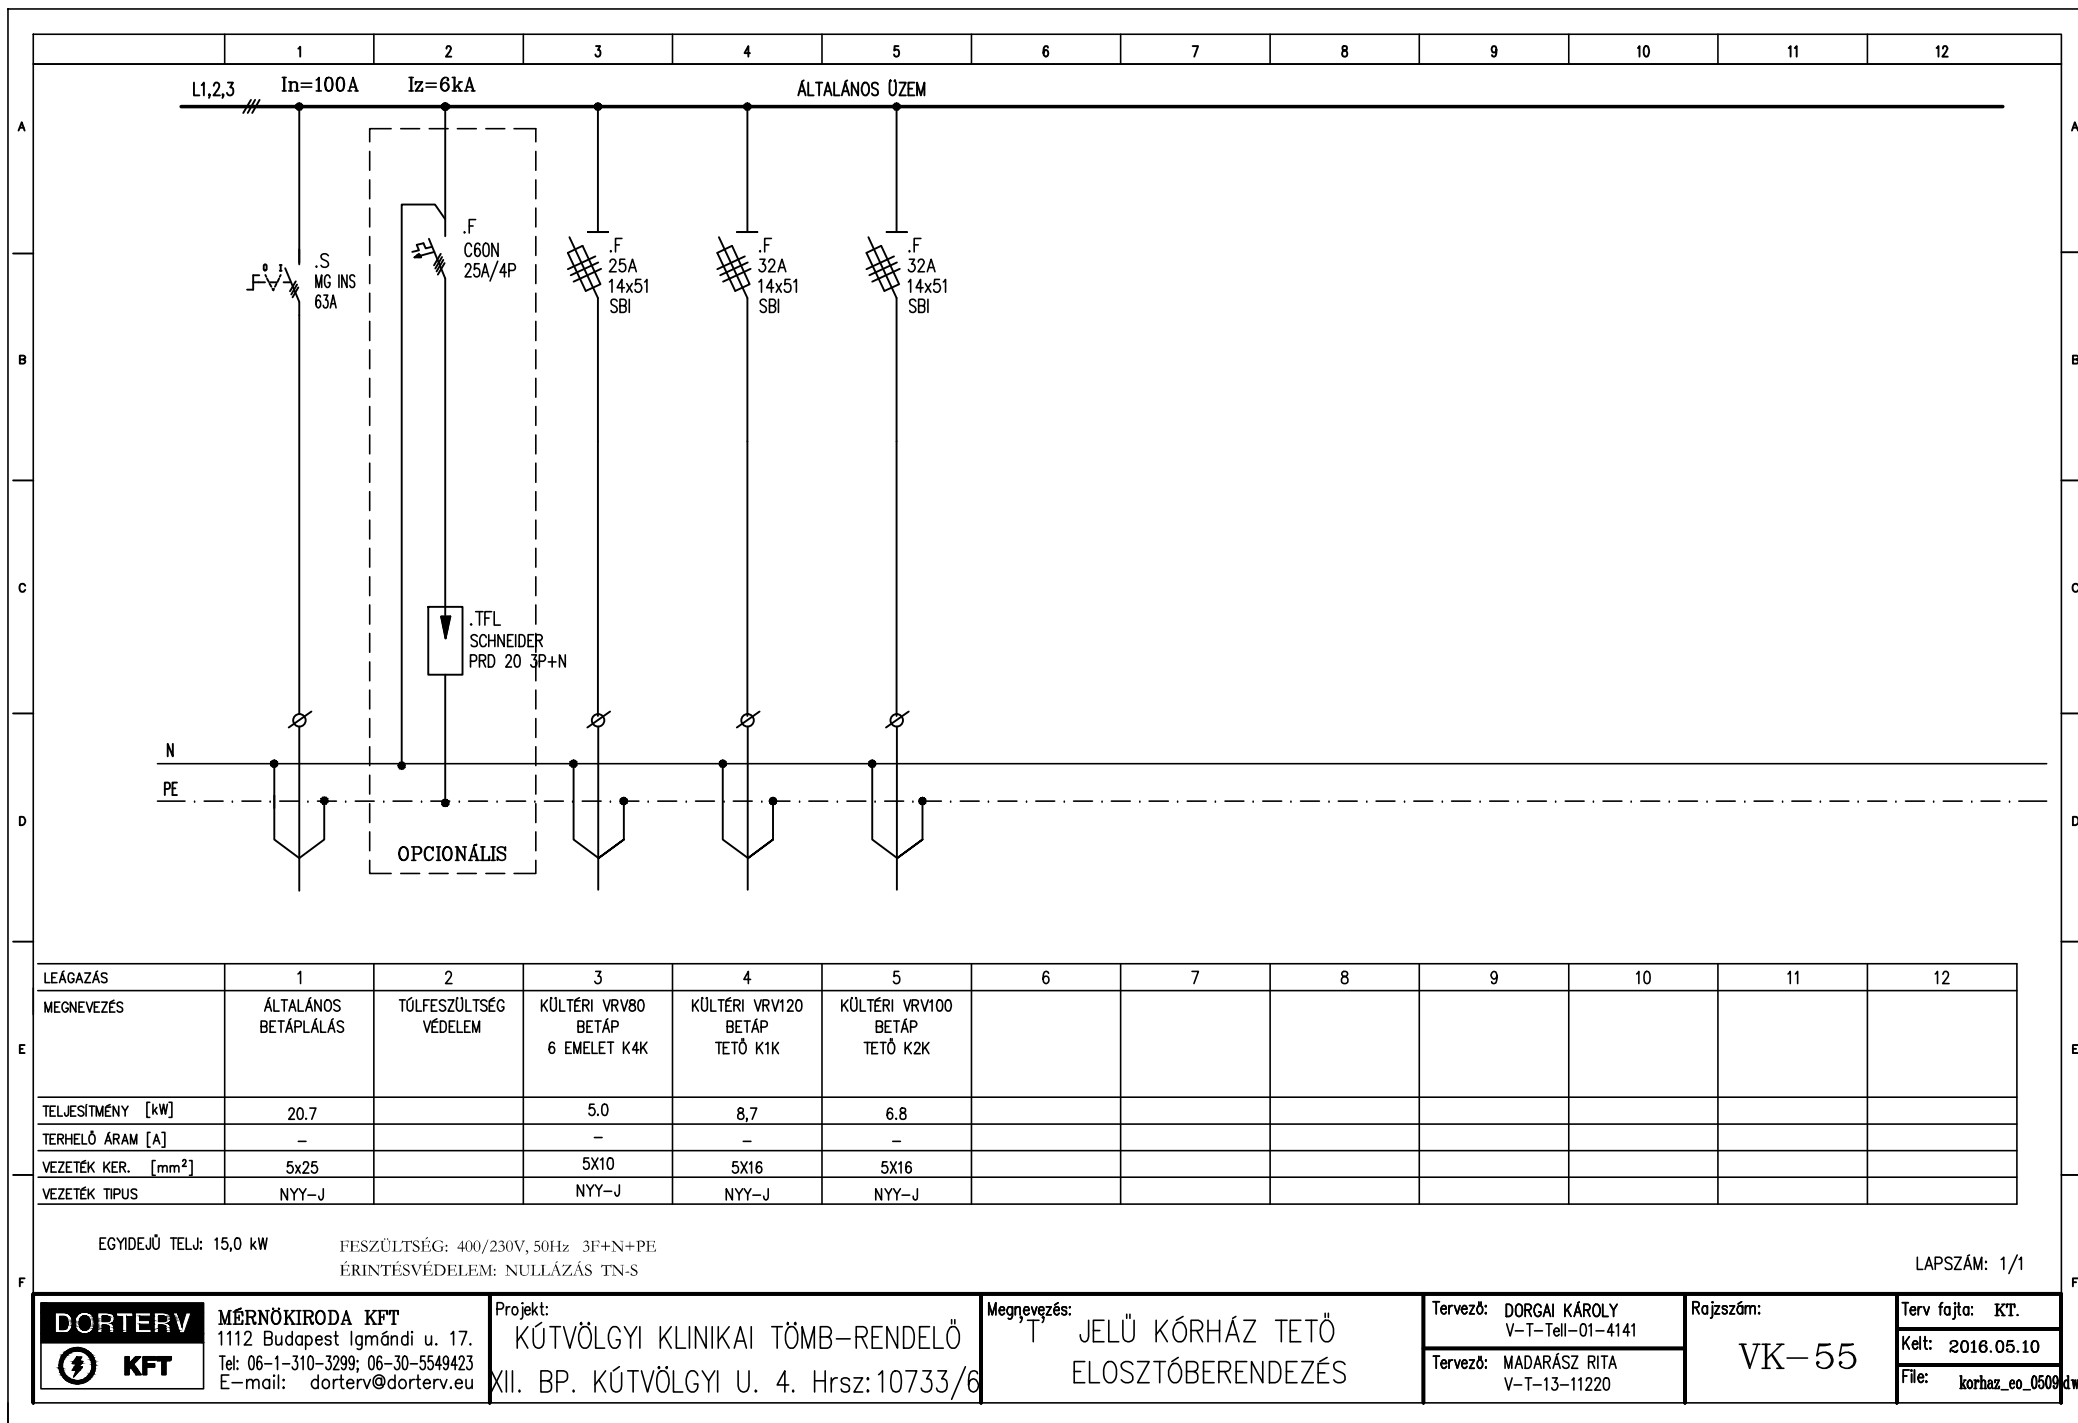 1 2 3 4 5 6 7 8 9 10 11 12
L1,2,3 In=100A Iz=6kA ÁLTALÁNOS ÜZEM
A A
.S
MG INS
63A
O I
.F
C60N
25A/4P
.F
25A
14x51
SBI
.F
32A
14x51
SBI
.F
32A
14x51
SBI
B B
C C
.TFL
SCHNEIDER
PRD 20 3P+N
N
PE
D D
OPCIONÁLIS
LEÁGAZÁS 1 2 3 4 5 6 7 8 9 10 11 12
MEGNEVEZÉS
ÁLTALÁNOS
BETÁPLÁLÁS
TÚLFESZÜLTSÉG
VÉDELEM
KÜLTÉRI VRV80
BETÁP
6 EMELET K4K
KÜLTÉRI VRV120
BETÁP
TETŐ K1K
KÜLTÉRI VRV100
BETÁP
TETŐ K2K
E E
TELJESÍTMÉNY [kW] 20.7 5.0 8,7 6.8
TERHELŐ ÁRAM [A] – – – –
VEZETÉK KER. [mm²] 5x25 5X10 5X16 5X16
VEZETÉK TIPUS NYY–J NYY–J NYY–J NYY–J
EGYIDEJŰ TELJ: 15,0 kW
FESZÜLTSÉG: 400/230V, 50Hz 3F+N+PE
ÉRINTÉSVÉDELEM: NULLÁZÁS TN-S
LAPSZÁM: 1/1
F F
DORTERV
KFT
MÉRNÖKIRODA KFT
1112 Budapest Igmándi u. 17.
Tel: 06-1-310-3299; 06-30-5549423
E-mail: dorterv@dorterv.eu
Projekt:
KÚTVÖLGYI KLINIKAI TÖMB-RENDELŐ
XII. BP. KÚTVÖLGYI U. 4. Hrsz:10733/6
Megnevezés:
'T' JELŰ KÓRHÁZ TETŐ
ELOSZTÓBERENDEZÉS
Tervező: DORGAI KÁROLY
V-T-Tell-01-4141
Tervező: MADARÁSZ RITA
V-T-13-11220
Rajzszám:
VK-55
Terv fajta: KT.
Kelt: 2016.05.10
File: korhaz_eo_0509